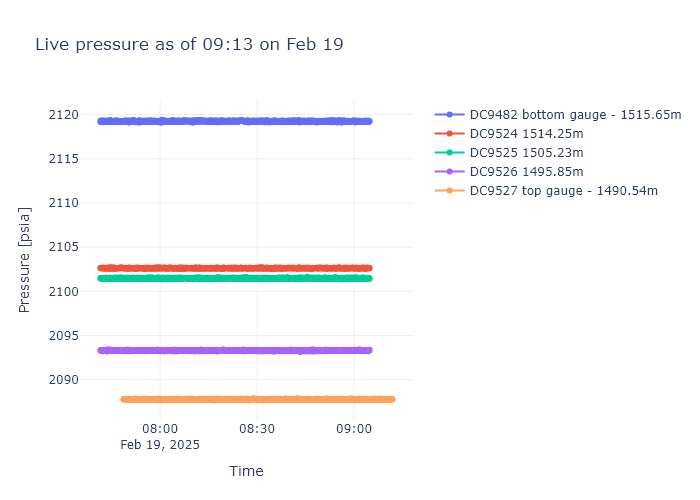 Live pressure as of 09:13 on Feb 19
DC9482 bottom gauge - 1515.65m
DC9524 1514.25m
DC9525 1505.23m
DC9526 1495.85m
DC9527 top gauge - 1490.54m
Pressure [psia]
2120
2115
2110
2105
2100
2095
2090
08:00
08:30
09:00
Feb 19, 2025
Time